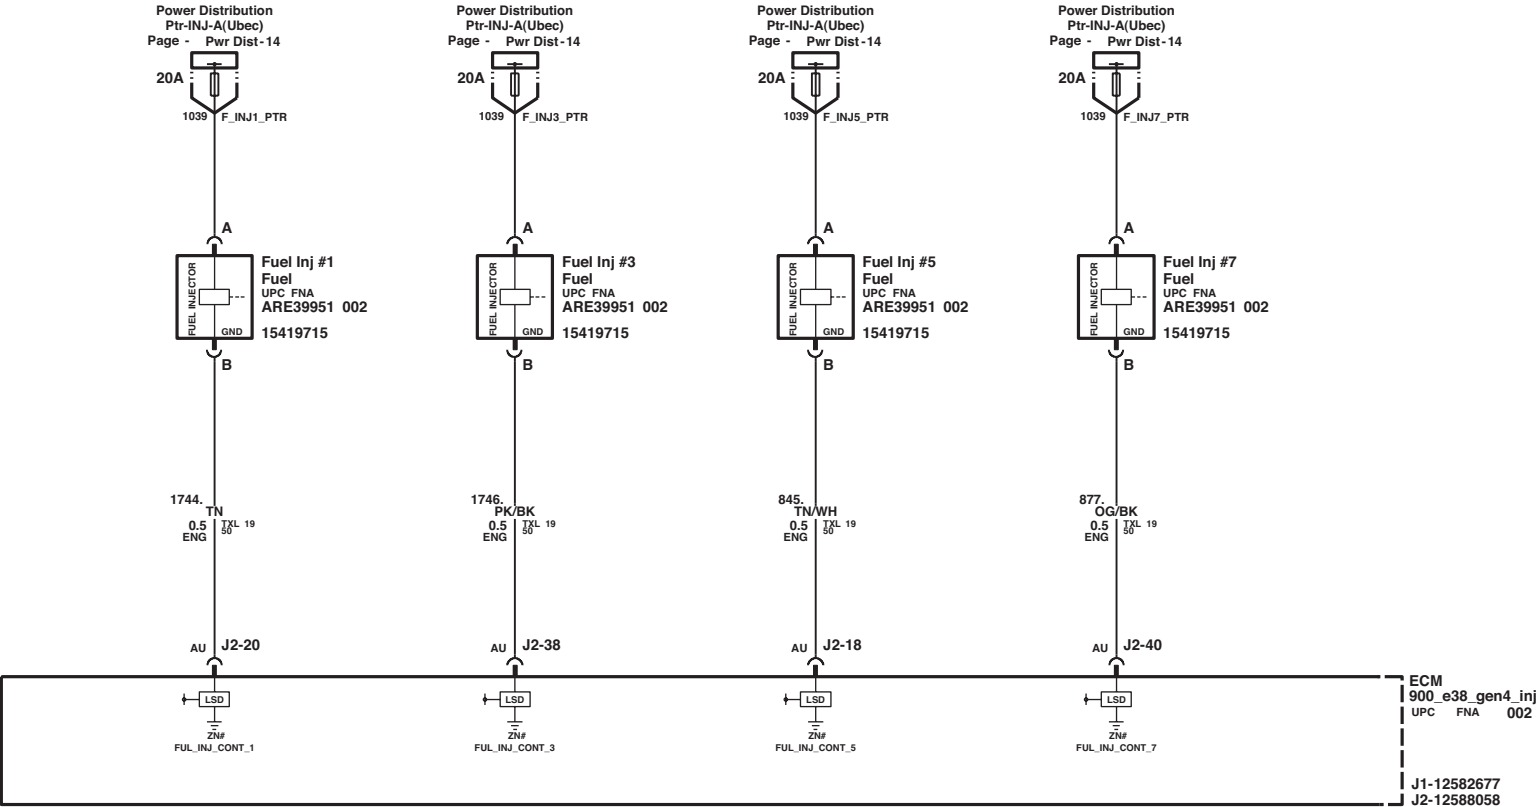 Power Distribution
Ptr-INJ-A(Ubec)
Page - Pwr Dist-14
20A
1039 F_INJ1_PTR
A
FUEL INJECTOR
GND
Fuel Inj #1
Fuel
UPC FNA
ARE39951 002
15419715
B
1744.
TN
0.5 TXL 19
50
ENG
AU J2-20
LSD
ZN#
FUL_INJ_CONT_1
Power Distribution
Ptr-INJ-A(Ubec)
Page - Pwr Dist-14
20A
1039 F_INJ3_PTR
A
FUEL INJECTOR
GND
Fuel Inj #3
Fuel
UPC FNA
ARE39951 002
15419715
B
1746.
PK/BK
0.5 TXL 19
50
ENG
AU J2-38
LSD
ZN#
FUL_INJ_CONT_3
Power Distribution
Ptr-INJ-A(Ubec)
Page - Pwr Dist-14
20A
1039 F_INJ5_PTR
A
FUEL INJECTOR
GND
Fuel Inj #5
Fuel
UPC FNA
ARE39951 002
15419715
B
845.
TN/WH
0.5 TXL 19
50
ENG
AU J2-18
LSD
ZN#
FUL_INJ_CONT_5
Power Distribution
Ptr-INJ-A(Ubec)
Page - Pwr Dist-14
20A
1039 F_INJ7_PTR
A
FUEL INJECTOR
GND
Fuel Inj #7
Fuel
UPC FNA
ARE39951 002
15419715
B
877.
OG/BK
0.5 TXL 19
50
ENG
AU J2-40
LSD
ZN#
FUL_INJ_CONT_7
ECM
900_e38_gen4_inj
UPC FNA 002
J1-12582677
J2-12588058